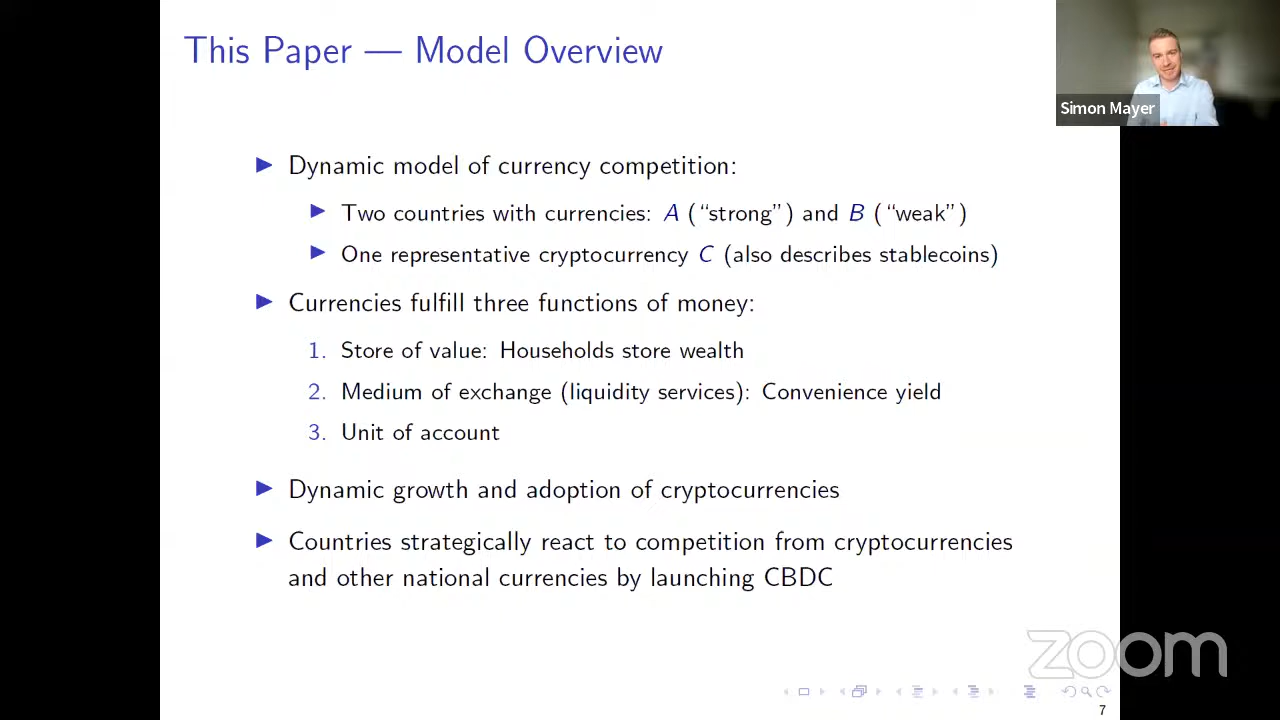 This Paper — Model Overview
Simon Mayer
▶ Dynamic model of currency competition:
▶ Two countries with currencies: A (“strong”) and B (“weak”)
▶ One representative cryptocurrency C (also describes stablecoins)
▶ Currencies fulfill three functions of money:
1. Store of value: Households store wealth
2. Medium of exchange (liquidity services): Convenience yield
3. Unit of account
▶ Dynamic growth and adoption of cryptocurrencies
▶ Countries strategically react to competition from cryptocurrencies
and other national currencies by launching CBDC
zoom
7